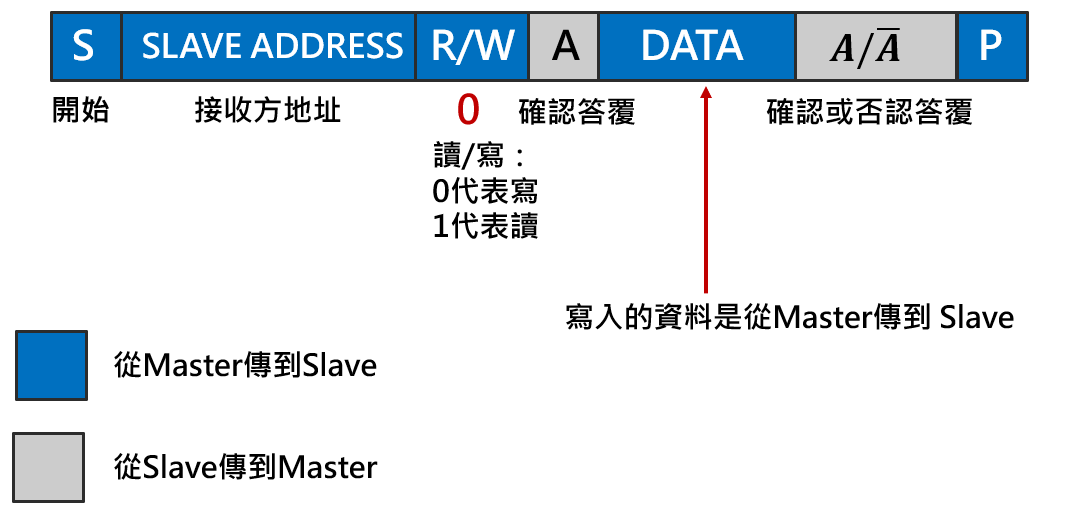 S SLAVE ADDRESS R/W A DATA A/A̅ P
開始 接收方地址 0 確認答覆 確認或否認答覆
讀/寫：
0代表寫
1代表讀
寫入的資料是從Master傳到 Slave
從Master傳到Slave
從Slave傳到Master